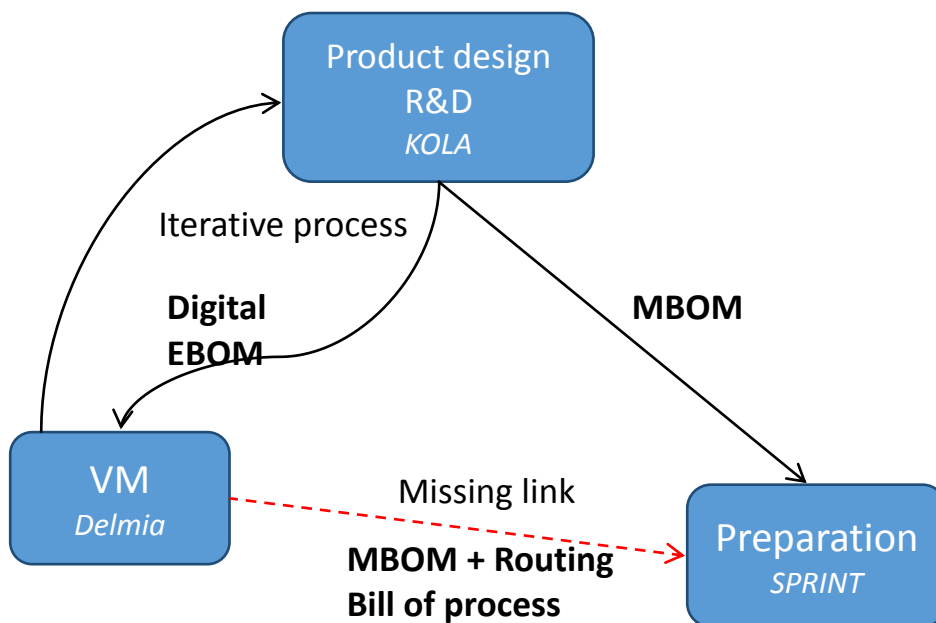 Product design
R&D
KOLA
Iterative process
Digital
EBOM
MBOM
VM
Delmia
Missing link
MBOM + Routing
Bill of process
Preparation
SPRINT